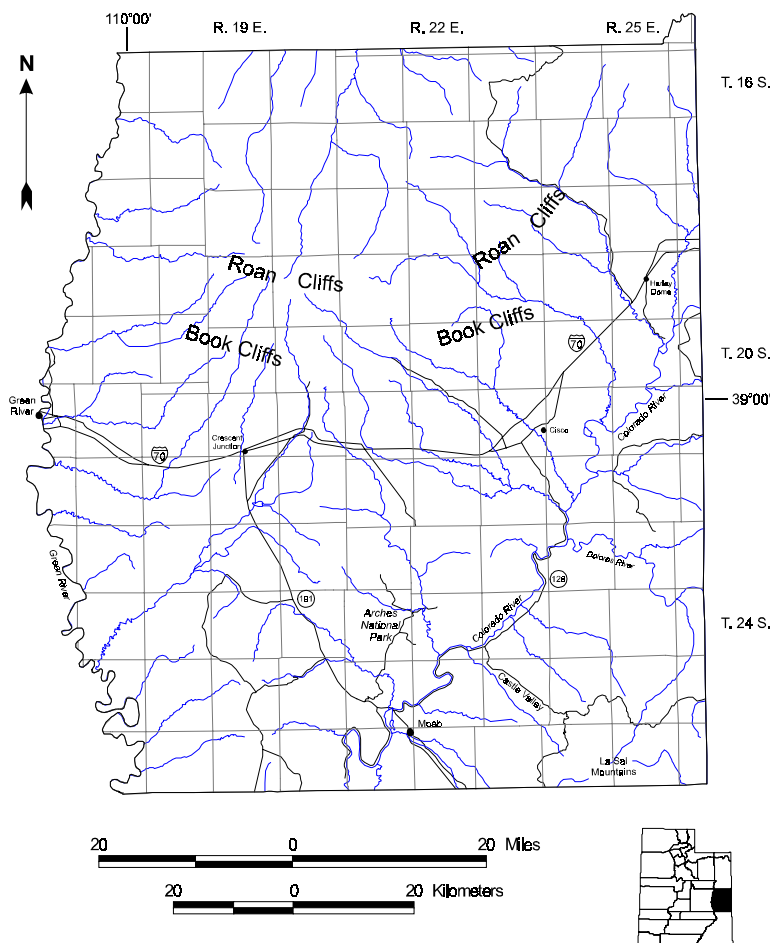 110°00'
R. 19 E.
R. 22 E.
R. 25 E.
N
T. 16 S.
Roan Cliffs
Roan Cliffs
Harley
Dome
Book Cliffs
Book Cliffs
70
T. 20 S.
Green
River
39°00'
Colorado River
Crescent
Junction
Cisco
70
Green River
Dolores River
128
191
Arches
National
Park
Colorado River
T. 24 S.
Castle Valley
Moab
La Sal
Mountains
20 0 20 Miles
20 0 20 Kilometers